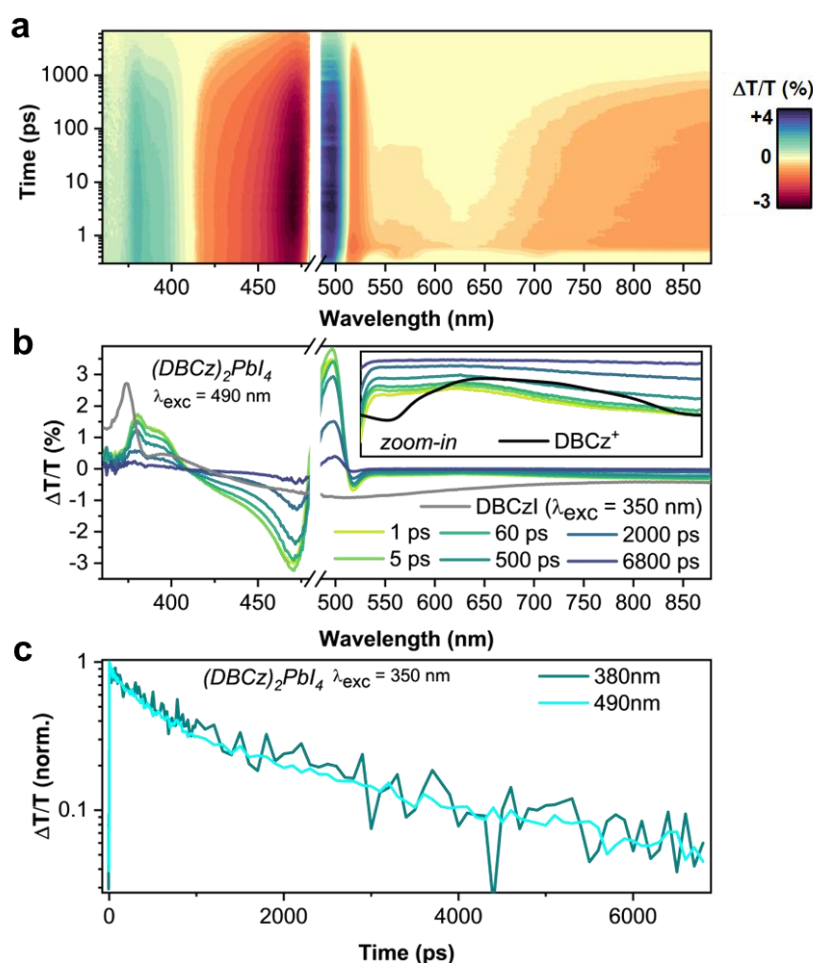 a
ΔT/T (%)
+4
0
-3
Time (ps)
1000
100
10
1
400 450 500 550 600 650 700 750 800 850
Wavelength (nm)
b
(DBCz)₂PbI₄
λexc = 490 nm
zoom-in
DBCz⁺
DBCzI (λexc = 350 nm)
1 ps 60 ps 2000 ps
5 ps 500 ps 6800 ps
ΔT/T (%)
3
2
1
0
-1
-2
-3
400 450 500 550 600 650 700 750 800 850
Wavelength (nm)
c
(DBCz)₂PbI₄ λexc = 350 nm
380nm
490nm
ΔT/T (norm.)
1
0.1
0 2000 4000 6000
Time (ps)